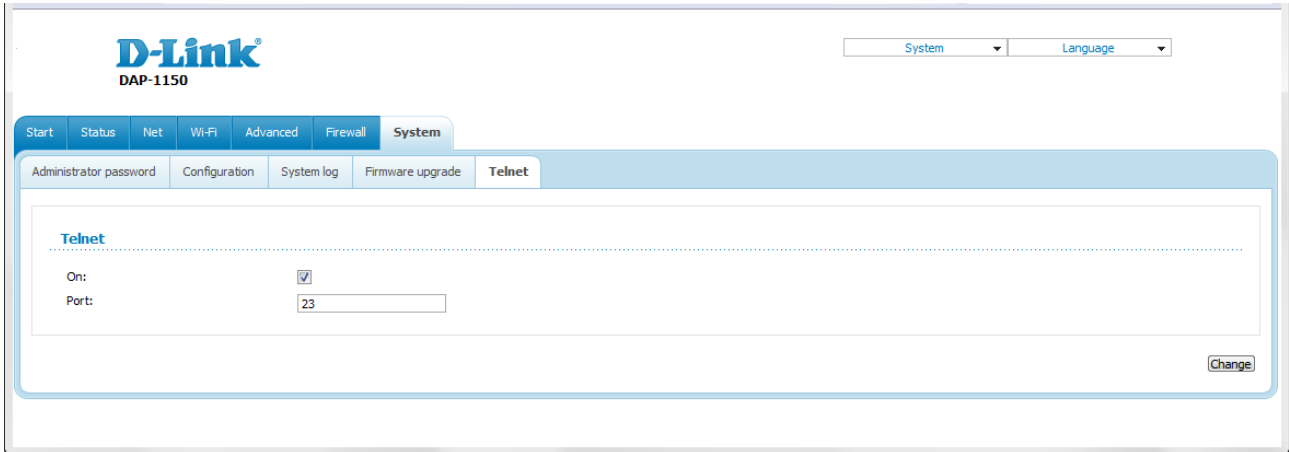 D-Link®
DAP-1150
System Language
Start Status Net Wi-Fi Advanced Firewall System
Administrator password Configuration System log Firmware upgrade Telnet
Telnet
On:
Port: 23
Change